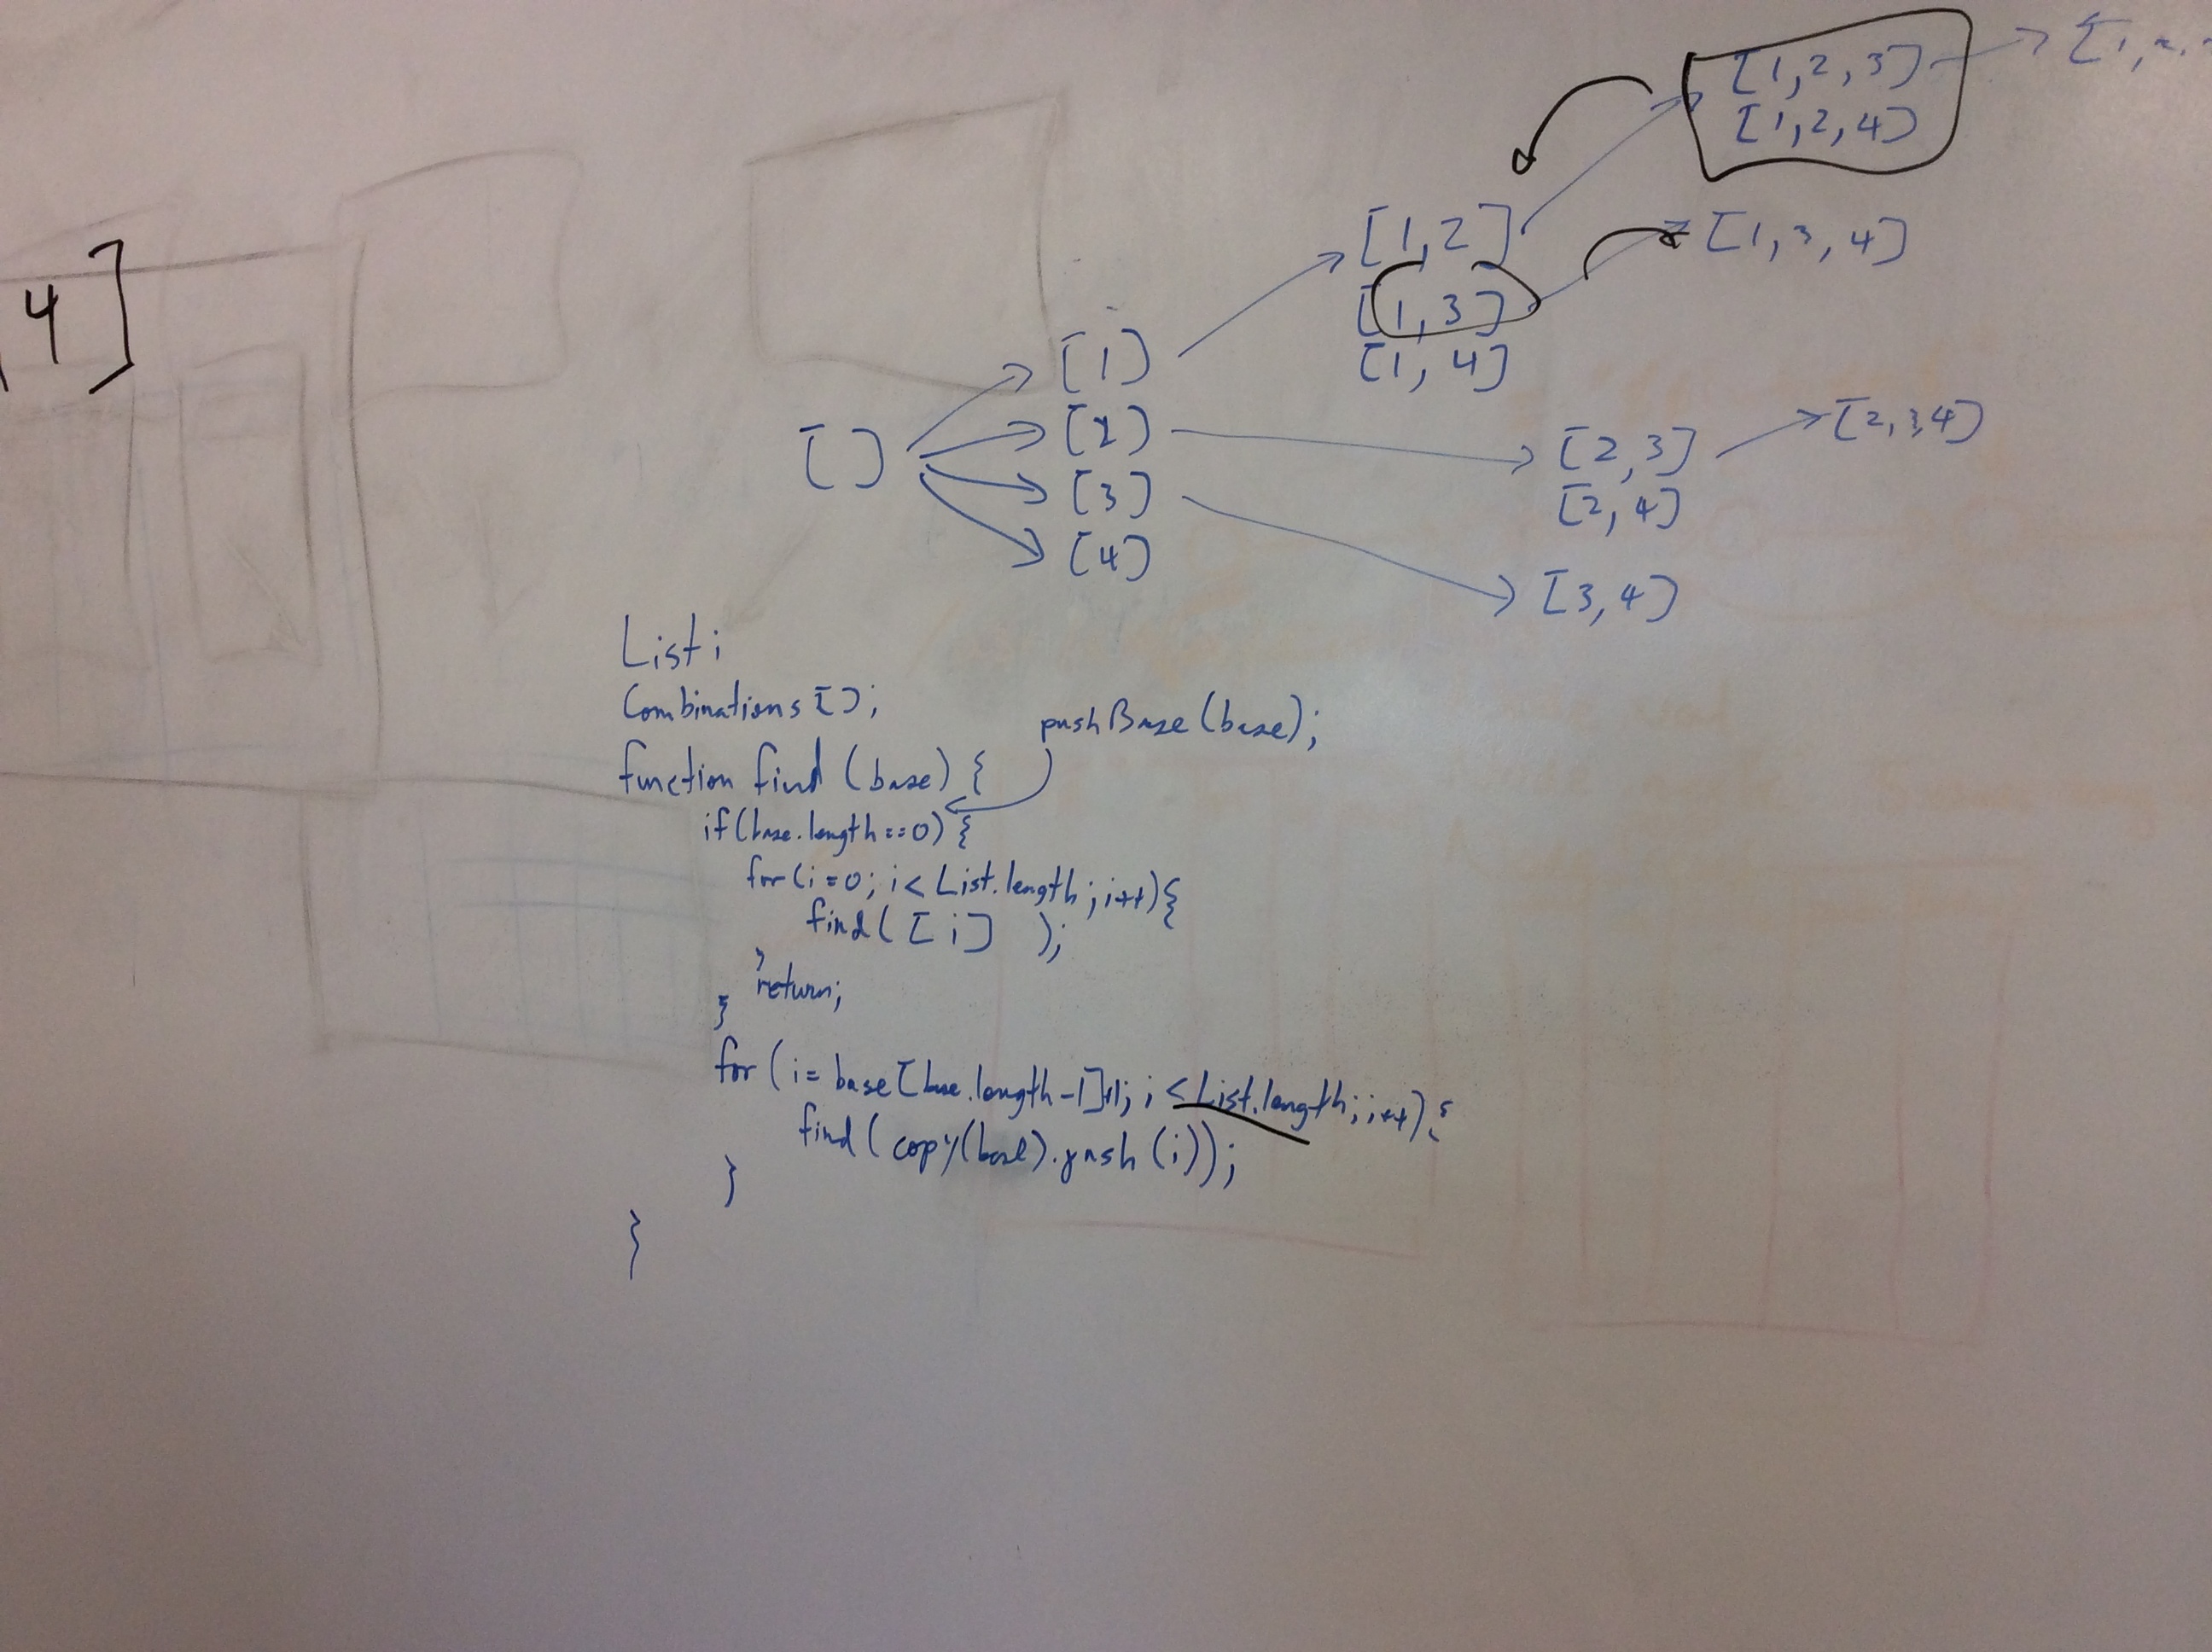 4]
[1,2,3]
[1,2,4]
[1,2]
[1,3,4]
[1,3]
[1,4]
[1]
[2]
[3]
[4]
[]
[2,3]
[2,4]
[2,3,4]
[3,4]
List;
Combinations[];
pushBase(base);
function find (base) {
if(base.length==0) {
for(i=0; i< List.length; i++){
find( [i] );
}
return;
}
for (i= base[base.length-1]+1; i < List.length; i++) {
find( copy(base).push (i));
}
}